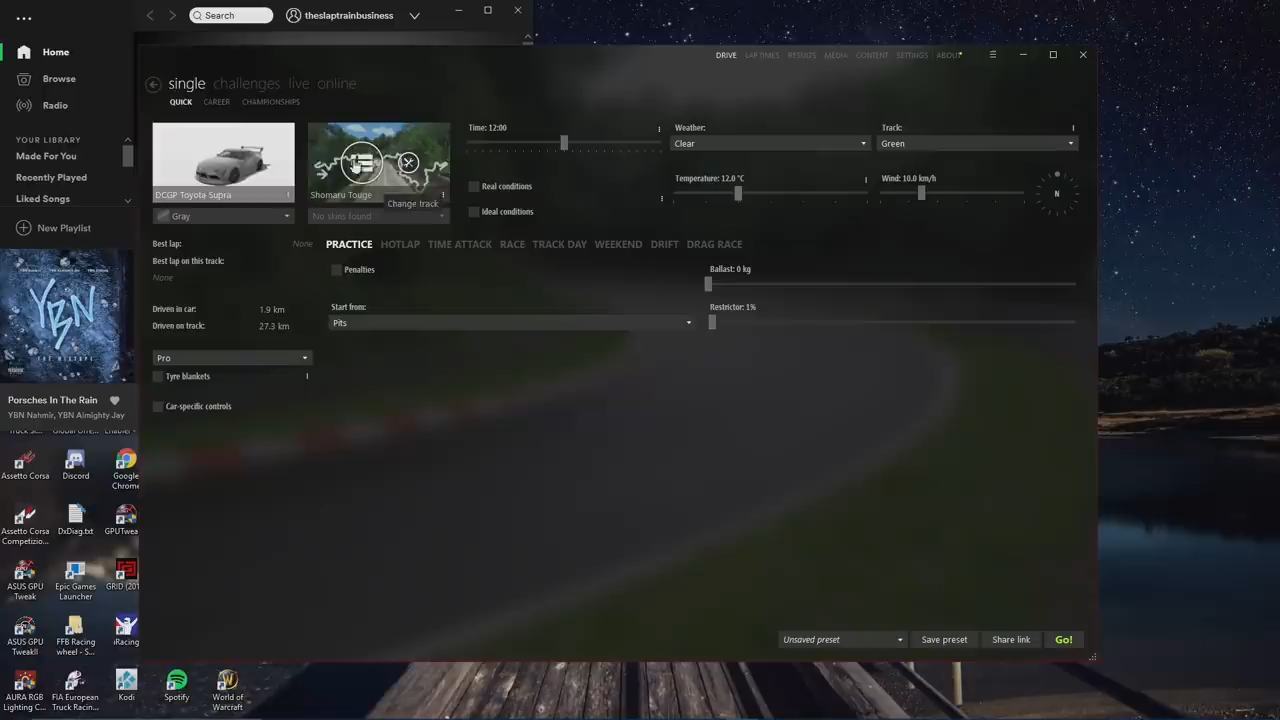 Search
theslaptrainbusiness
Home
Browse
Radio
YOUR LIBRARY
Made For You
Recently Played
Liked Songs
New Playlist
YBN
THE MIXTAPE
Porsches In The Rain
YBN Nahmir, YBN Almighty Jay
DRIVE LAP TIMES RESULTS MEDIA CONTENT SETTINGS ABOUT
single challenges live online
QUICK CAREER CHAMPIONSHIPS
DCGP Toyota Supra
Shomaru Touge
Change track
Gray
No skins found
Time: 12:00
Weather:
Track:
Clear
Green
Real conditions
Temperature: 12.0 °C
Wind: 10.0 km/h
N
Ideal conditions
Best lap: None
Best lap on this track:
None
Driven in car: 1.9 km
Driven on track: 27.3 km
Pro
Tyre blankets
Car-specific controls
PRACTICE HOTLAP TIME ATTACK RACE TRACK DAY WEEKEND DRIFT DRAG RACE
Penalties
Ballast: 0 kg
Start from:
Restrictor: 1%
Pits
Unsaved preset
Save preset
Share link
Go!
Assetto Corsa
Discord
Google Chrome
Assetto Corsa Competizio...
DxDiag.txt
GPUTweak
ASUS GPU Tweak
Epic Games Launcher
GRID (201
ASUS GPU TweakII
FFB Racing wheel - S...
iRacing
AURA RGB Lighting C...
FIA European Truck Racin...
Kodi
Spotify
World of Warcraft